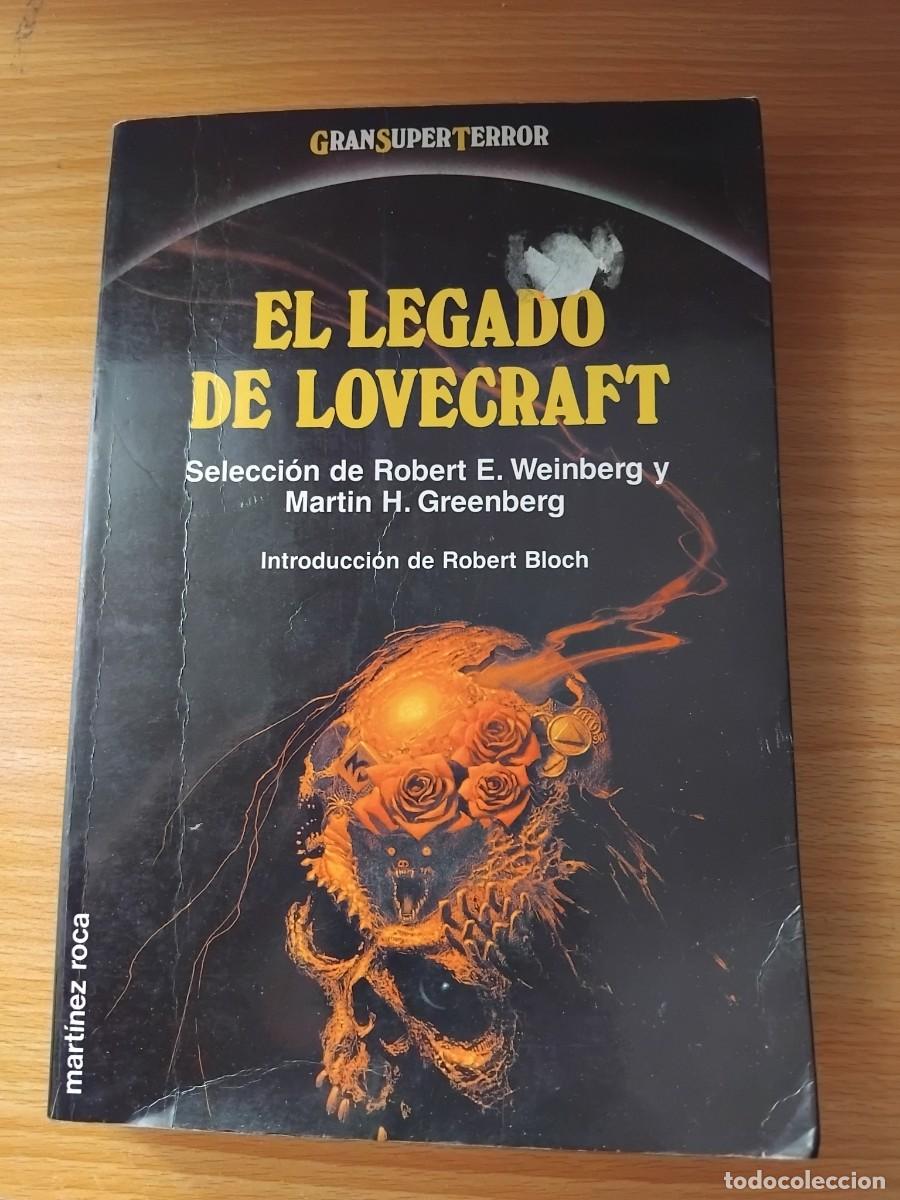 GRANSUPERTERROR
EL LEGADO
DE LOVECRAFT
Selección de Robert E. Weinberg y
Martin H. Greenberg
Introducción de Robert Bloch
martínez roca
todocoleccion